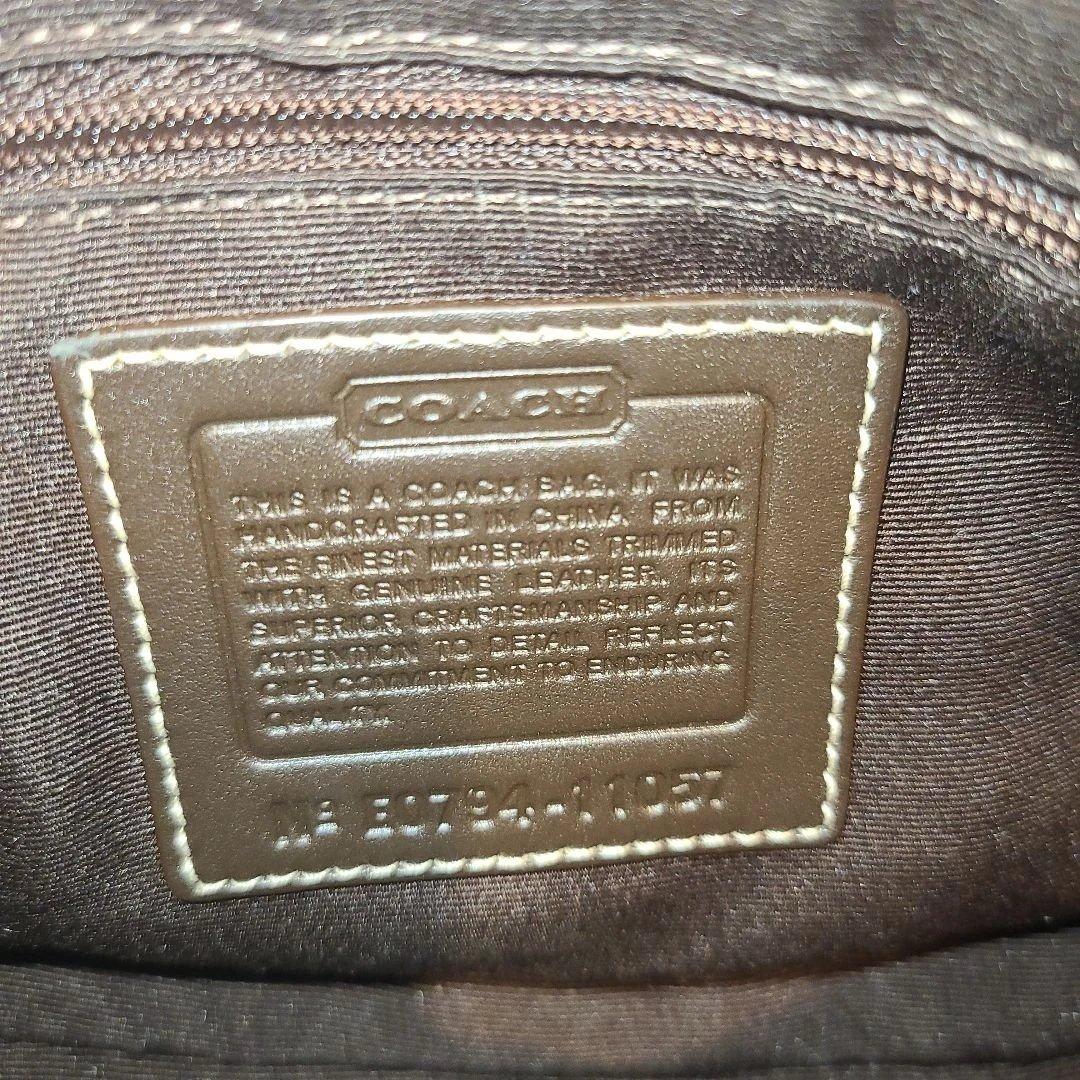 COACH
THIS IS A COACH BAG. IT WAS
HANDCRAFTED IN CHINA FROM
THE FINEST MATERIALS TRIMMED
WITH GENUINE LEATHER. ITS
SUPERIOR CRAFTSMANSHIP AND
ATTENTION TO DETAIL REFLECT
OUR COMMITMENT TO ENDURING
QUALITY.
Nº E0794-11057